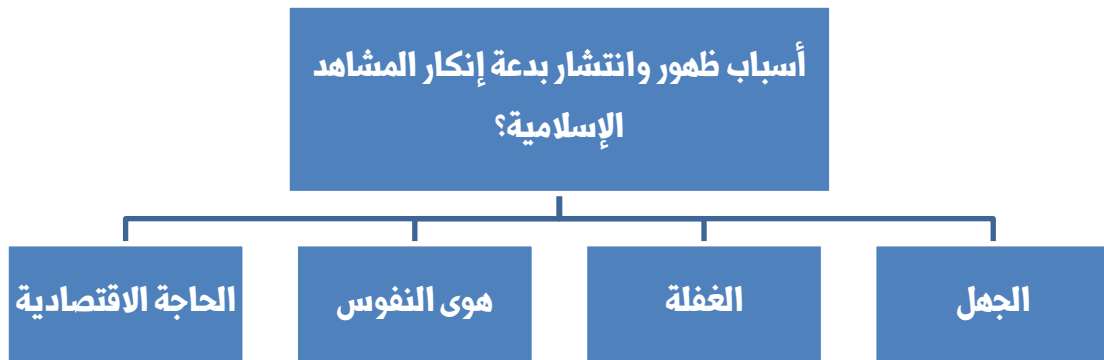 أسباب ظهور وانتشار بدعة إنكار المشاهد
الإسلامية؟
الجهل
الغفلة
هوى النفوس
الحاجة الاقتصادية